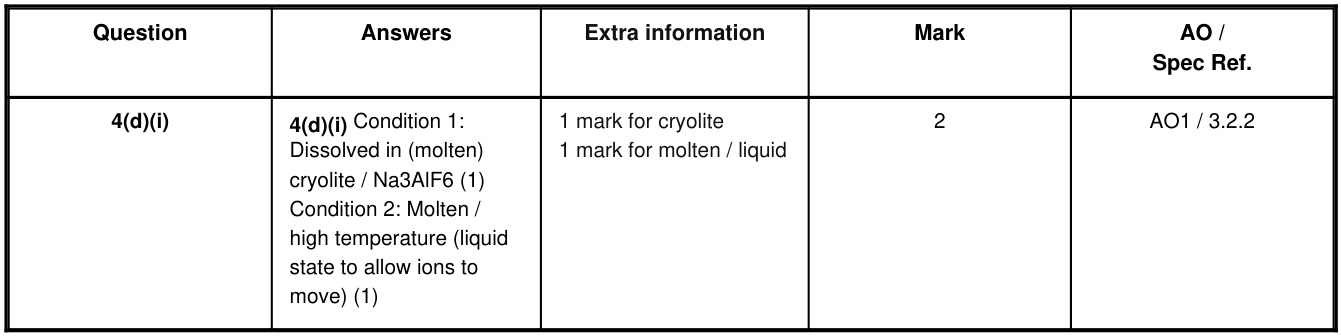 Question Answers Extra information Mark AO /
Spec Ref.
4(d)(i) 4(d)(i) Condition 1: 1 mark for cryolite 2 AO1 / 3.2.2
Dissolved in (molten) 1 mark for molten / liquid
cryolite / Na3AlF6 (1)
Condition 2: Molten /
high temperature (liquid
state to allow ions to
move) (1)